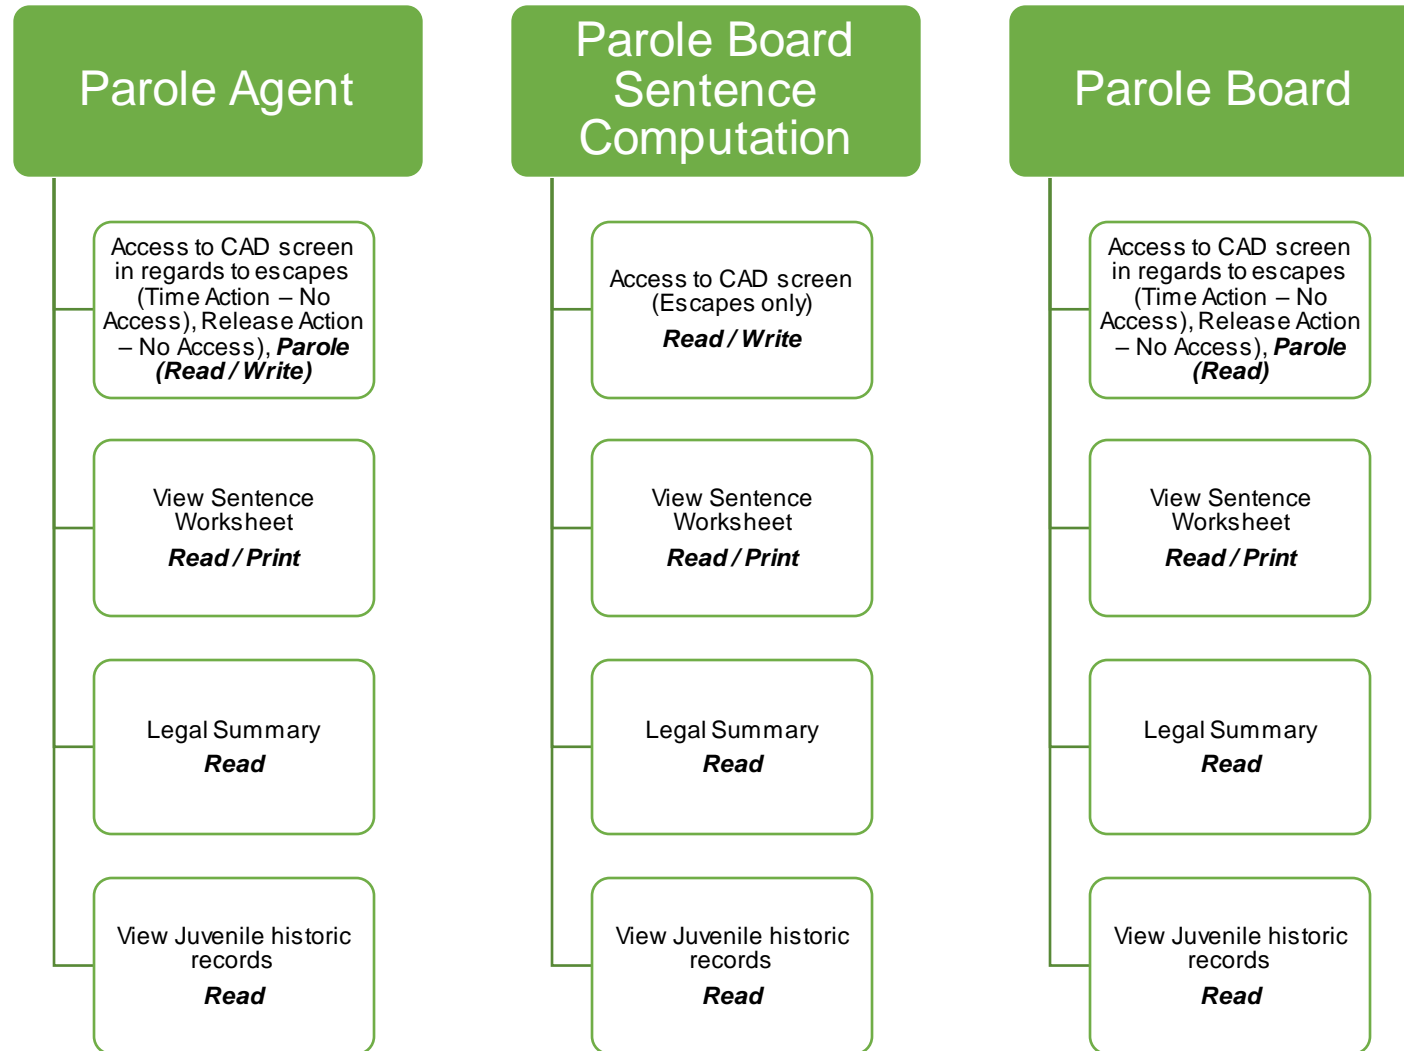 Parole Agent
Access to CAD screen
in regards to escapes
(Time Action – No
Access), Release Action
– No Access), Parole
(Read / Write)
View Sentence
Worksheet
Read / Print
Legal Summary
Read
View Juvenile historic
records
Read
Parole Board
Sentence
Computation
Access to CAD screen
(Escapes only)
Read / Write
View Sentence
Worksheet
Read / Print
Legal Summary
Read
View Juvenile historic
records
Read
Parole Board
Access to CAD screen
in regards to escapes
(Time Action – No
Access), Release Action
– No Access), Parole
(Read)
View Sentence
Worksheet
Read / Print
Legal Summary
Read
View Juvenile historic
records
Read